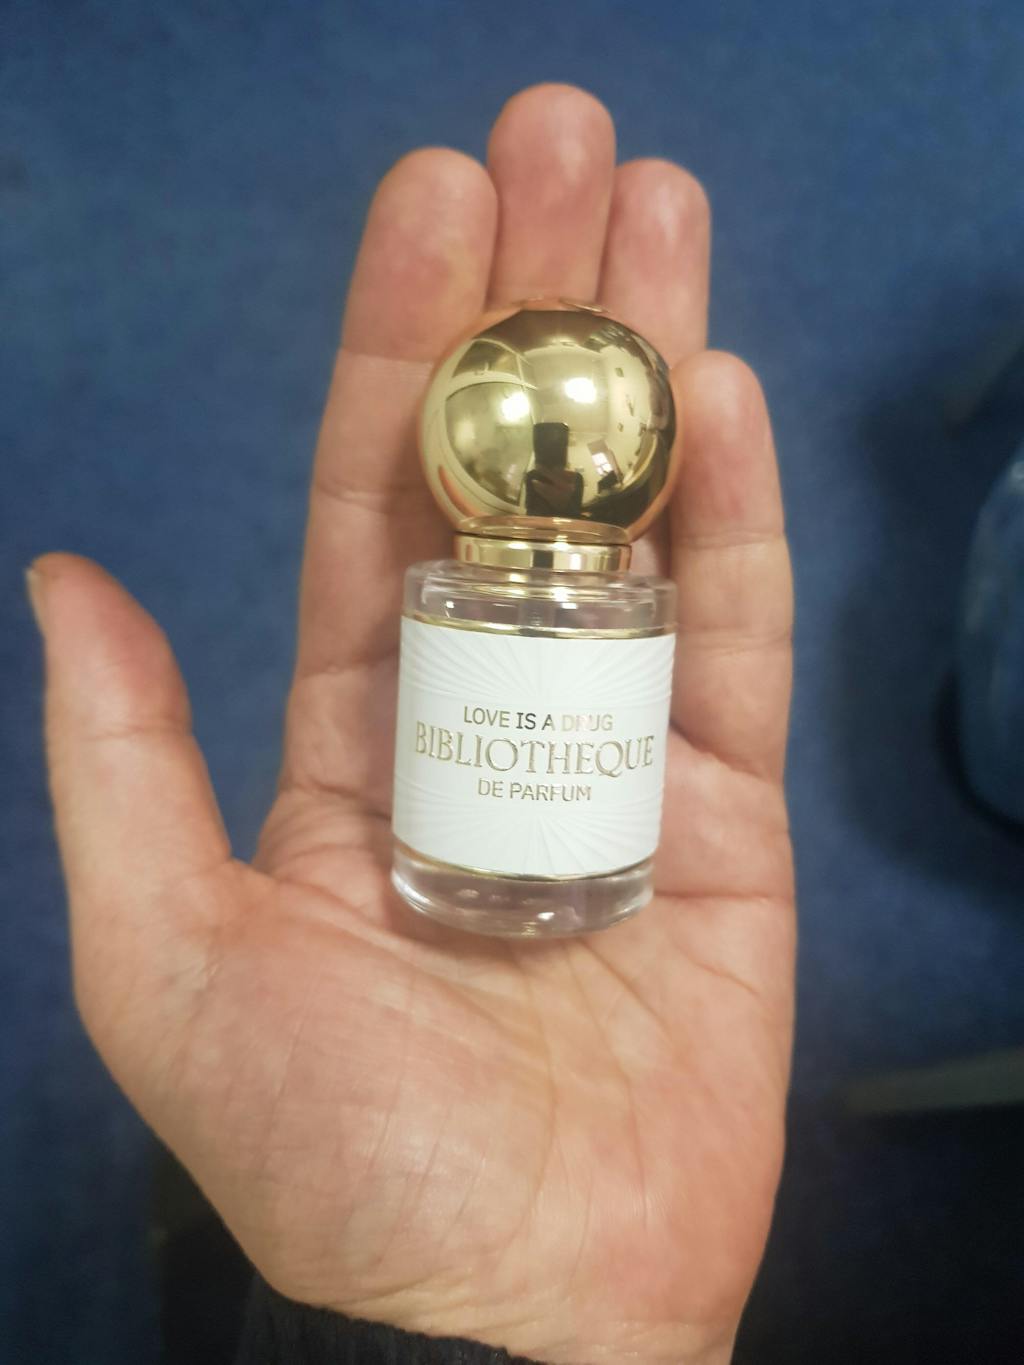 LOVE IS A DRUG
BIBLIOTHEQUE
DE PARFUM